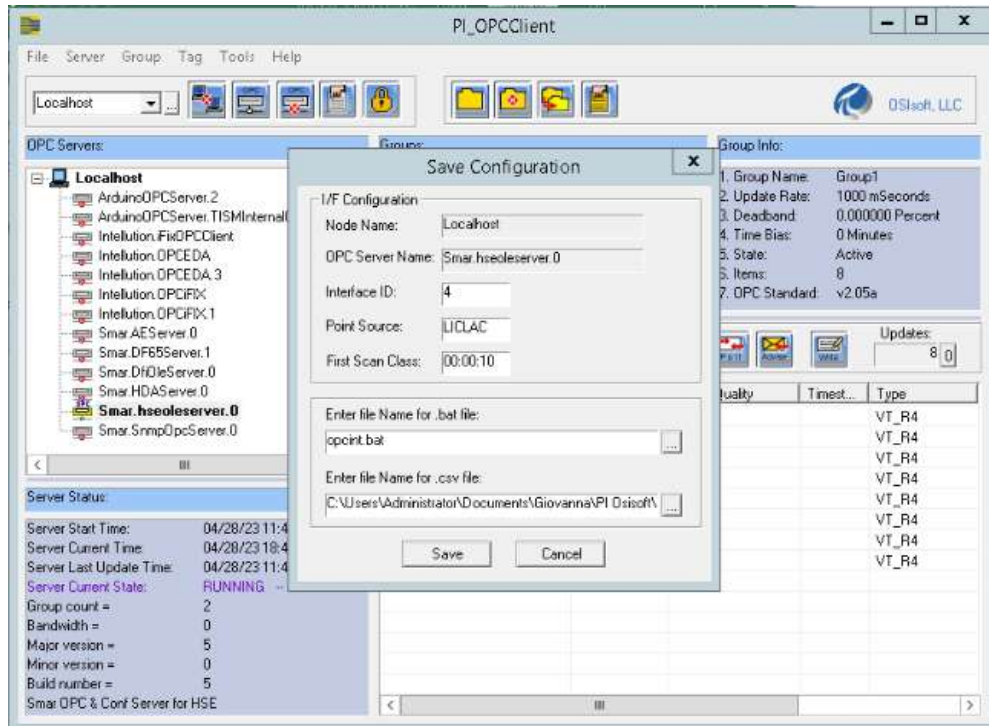 PI_OPCClient
File Server Group Tag Tools Help
Localhost
OSIsoft, LLC
OPC Servers:
Groups:
Group Info:
Localhost
ArduinoOPCServer.2
ArduinoOPCServer.TISMInternal
Intellution.iFixOPCClient
Intellution.OPCEDA
Intellution.OPCEDA.3
Intellution.OPCiFIX
Intellution.OPCiFIX.1
Smar.AEServer.0
Smar.DF65Server.1
Smar.DfiOleServer.0
Smar.HDAServer.0
Smar.hseoleserver.0
Smar.SnmpOpcServer.0
Save Configuration
I/F Configuration
Node Name: Localhost
OPC Server Name: Smar.hseoleserver.0
Interface ID: 4
Point Source: LICLAC
First Scan Class: 00:00:10
Enter file Name for .bat file:
opcint.bat
...
Enter file Name for .csv file:
C:\Users\Administrator\Documents\Giovanna\PI Osisoft\
...
Save Cancel
1. Group Name: Group1
2. Update Rate: 1000 mSeconds
3. Deadband: 0.000000 Percent
4. Time Bias: 0 Minutes
5. State: Active
6. Items: 8
7. OPC Standard: v2.05a
Advise Write
Updates:
8 0
Quality Timest... Type
VT_R4
VT_R4
VT_R4
VT_R4
VT_R4
VT_R4
VT_R4
VT_R4
Server Status:
Server Start Time: 04/28/23 11:4
Server Current Time: 04/28/23 18:4
Server Last Update Time: 04/28/23 11:4
Server Current State: RUNNING --
Group count = 2
Bandwidth = 0
Major version = 5
Minor version = 0
Build number = 5
Smar OPC & Conf Server for HSE